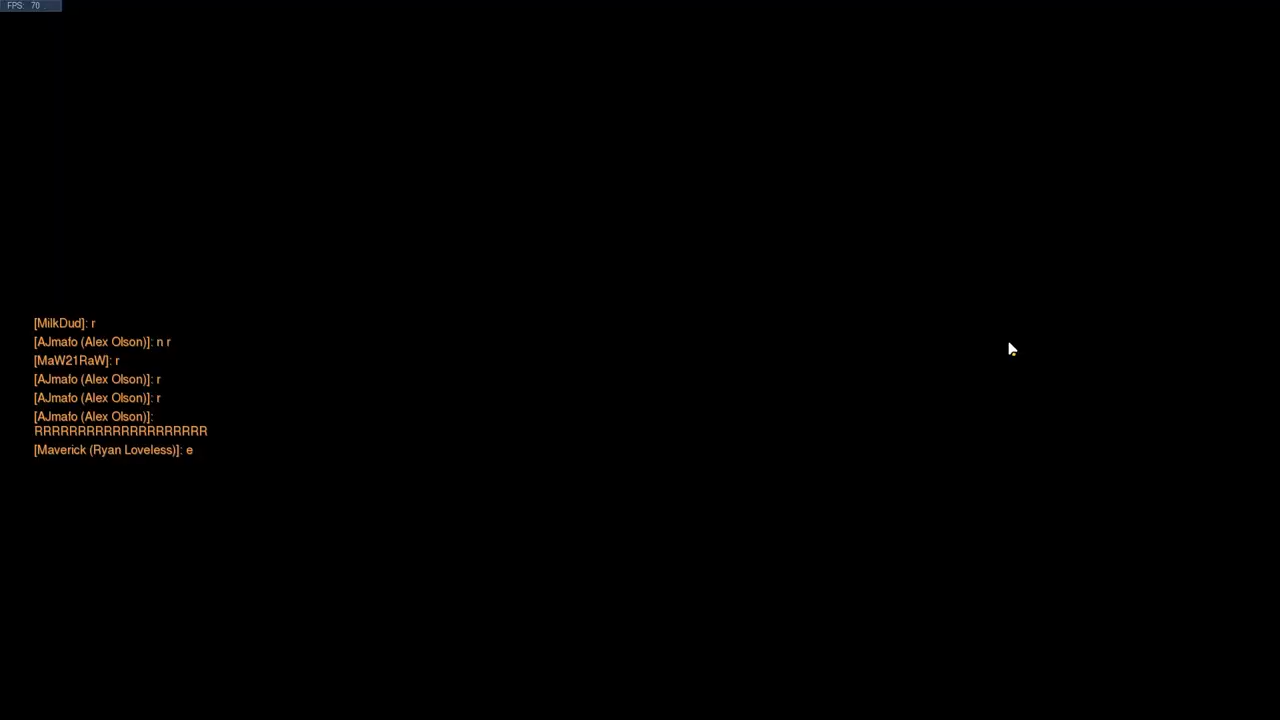 FPS: 70
[MilkDud]: r
[AJmafo (Alex Olson)]: n r
[MaW21RaW]: r
[AJmafo (Alex Olson)]: r
[AJmafo (Alex Olson)]: r
[AJmafo (Alex Olson)]:
RRRRRRRRRRRRRRRRRRRR
[Maverick (Ryan Loveless)]: e